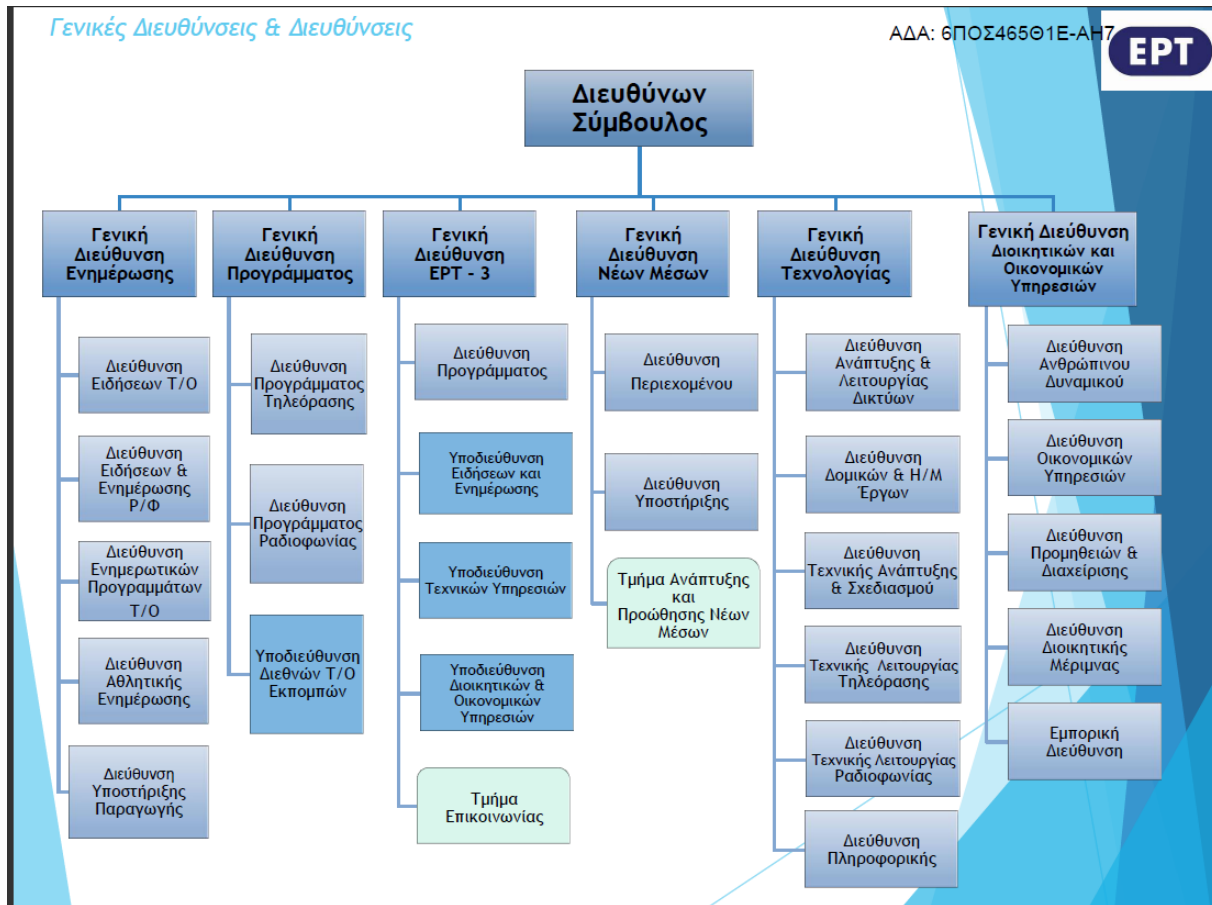 Γενικές Διευθύνσεις & Διευθύνσεις
ΑΔΑ: 6ΠΟΣ465Θ1Ε-ΑΗ7
ΕΡΤ
Διευθύνων
Σύμβουλος
Γενική
Διεύθυνση
Ενημέρωσης
Διεύθυνση
Ειδήσεων Τ/Ο
Διεύθυνση
Ειδήσεων &
Ενημέρωσης
Ρ/Φ
Διεύθυνση
Ενημερωτικών
Προγραμμάτων
Τ/Ο
Διεύθυνση
Αθλητικής
Ενημέρωσης
Διεύθυνση
Υποστήριξης
Παραγωγής
Γενική
Διεύθυνση
Προγράμματος
Διεύθυνση
Προγράμματος
Τηλεόρασης
Διεύθυνση
Προγράμματος
Ραδιοφωνίας
Υποδιεύθυνση
Διεθνών Τ/Ο
Εκπομπών
Γενική
Διεύθυνση
ΕΡΤ - 3
Διεύθυνση
Προγράμματος
Υποδιεύθυνση
Ειδήσεων και
Ενημέρωσης
Υποδιεύθυνση
Τεχνικών Υπηρεσιών
Υποδιεύθυνση
Διοικητικών &
Οικονομικών
Υπηρεσιών
Τμήμα
Επικοινωνίας
Γενική
Διεύθυνση
Νέων Μέσων
Διεύθυνση
Περιεχομένου
Διεύθυνση
Υποστήριξης
Τμήμα Ανάπτυξης
και
Προώθησης Νέων
Μέσων
Γενική
Διεύθυνση
Τεχνολογίας
Διεύθυνση
Ανάπτυξης &
Λειτουργίας
Δικτύων
Διεύθυνση
Δομικών & Η/Μ
Έργων
Διεύθυνση
Τεχνικής Ανάπτυξης
& Σχεδιασμού
Διεύθυνση
Τεχνικής Λειτουργίας
Τηλεόρασης
Διεύθυνση
Τεχνικής Λειτουργίας
Ραδιοφωνίας
Διεύθυνση
Πληροφορικής
Γενική Διεύθυνση
Διοικητικών και
Οικονομικών
Υπηρεσιών
Διεύθυνση
Ανθρώπινου
Δυναμικού
Διεύθυνση
Οικονομικών
Υπηρεσιών
Διεύθυνση
Προμηθειών &
Διαχείρισης
Διεύθυνση
Διοικητικής
Μέριμνας
Εμπορική
Διεύθυνση